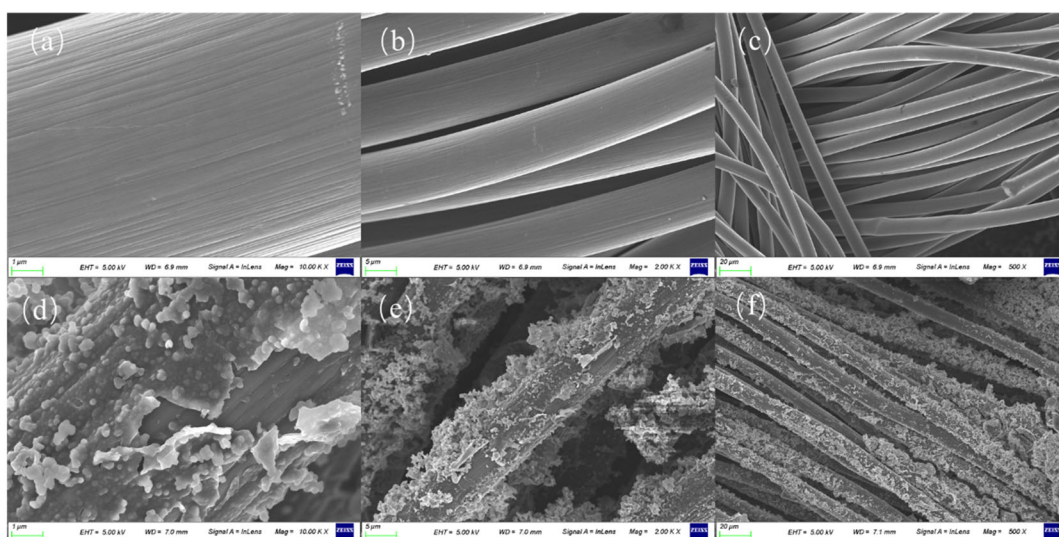 (a)
(b)
(c)
1 µm EHT = 5.00 kV WD = 6.9 mm Signal A = InLens Mag = 10.00 K X ZEISS
5 µm EHT = 5.00 kV WD = 6.9 mm Signal A = InLens Mag = 2.00 K X ZEISS
20 µm EHT = 5.00 kV WD = 6.9 mm Signal A = InLens Mag = 500 X ZEISS
(d)
(e)
(f)
1 µm EHT = 5.00 kV WD = 7.0 mm Signal A = InLens Mag = 10.00 K X ZEISS
5 µm EHT = 5.00 kV WD = 7.0 mm Signal A = InLens Mag = 2.00 K X ZEISS
20 µm EHT = 5.00 kV WD = 7.1 mm Signal A = InLens Mag = 500 X ZEISS